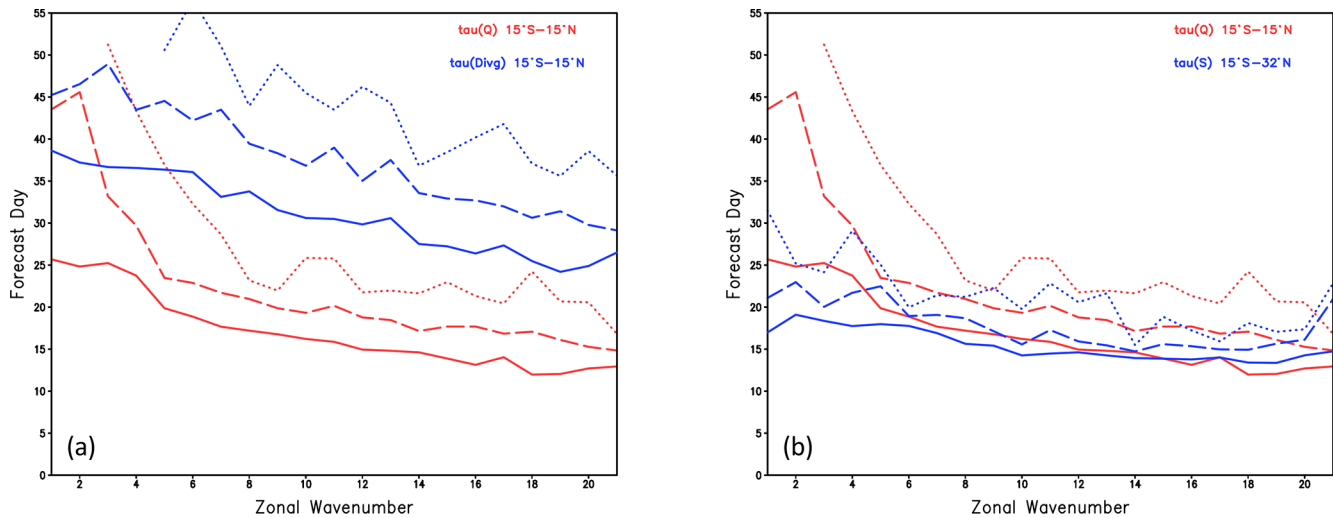 55
50
45
40
35
30
25
20
15
10
5
0
Forecast Day
tau(Q) 15°S−15°N
tau(Divg) 15°S−15°N
(a)
2 4 6 8 10 12 14 16 18 20
Zonal Wavenumber
55
50
45
40
35
30
25
20
15
10
5
0
Forecast Day
tau(Q) 15°S−15°N
tau(S) 15°S−32°N
(b)
2 4 6 8 10 12 14 16 18 20
Zonal Wavenumber